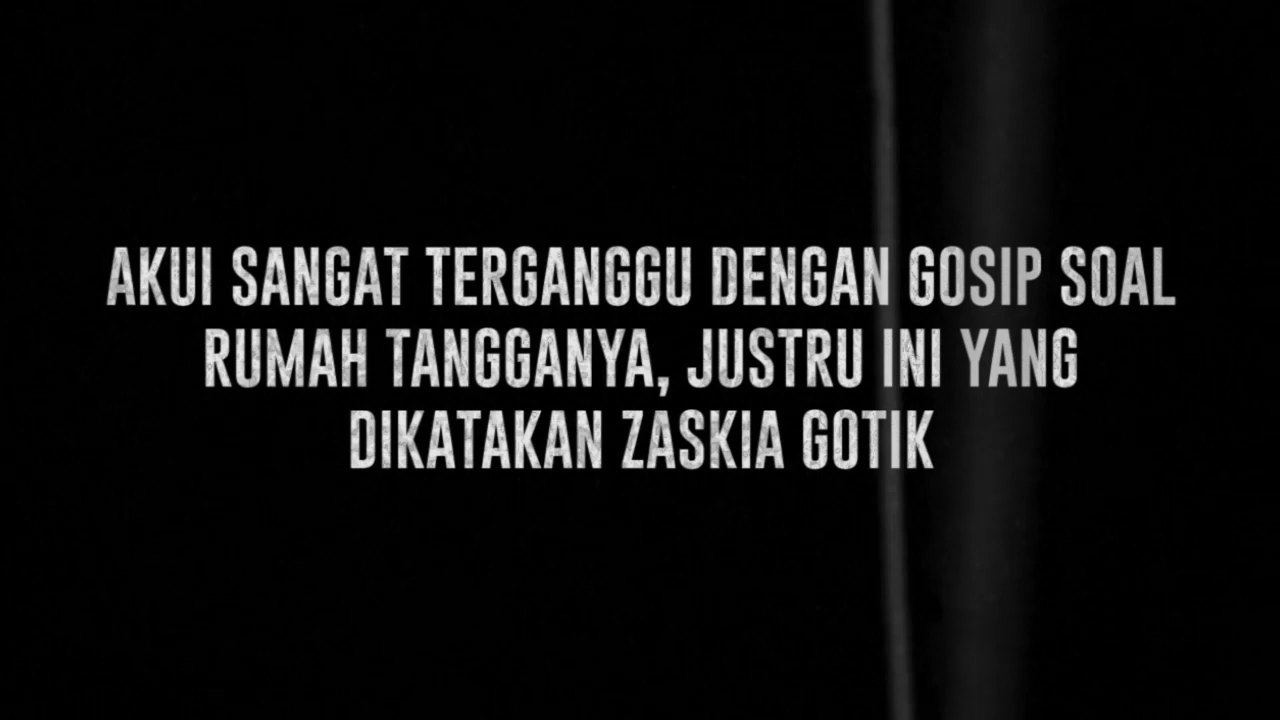 AKUI SANGAT TERGANGGU DENGAN GOSIP SOAL
RUMAH TANGGANYA, JUSTRU INI YANG
DIKATAKAN ZASKIA GOTIK